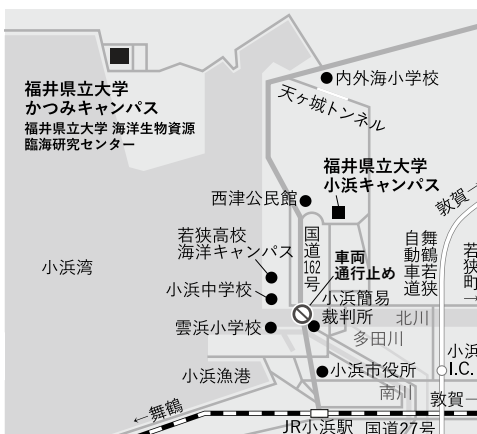 内外海小学校
天ヶ城トンネル
福井県立大学
かつみキャンパス
福井県立大学 海洋生物資源
臨海研究センター
福井県立大学
小浜キャンパス
西津公民館
敦賀→
若狭高校
海洋キャンパス
国道162号
車両
通行止め
舞鶴若狭
自動車道
若狭町→
小浜湾
小浜中学校
小浜簡易
裁判所
北川
雲浜小学校
多田川
小浜
I.C.
小浜漁港
小浜市役所
南川
敦賀→
←舞鶴
JR小浜駅
国道27号